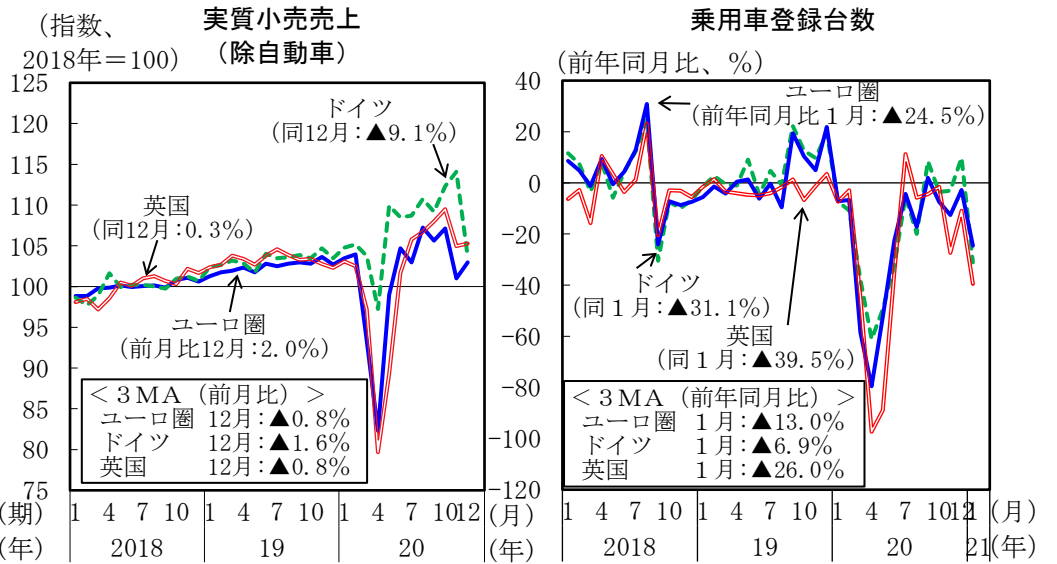 実質小売売上
(除自動車)
(指数、
2018年＝100)
125
120
115
110
105
100
95
90
85
80
75
ドイツ
(同12月：▲9.1%)
英国
(同12月：0.3%)
ユーロ圏
(前月比12月：2.0%)
＜３MA（前月比）＞
ユーロ圏 12月：▲0.8%
ドイツ 12月：▲1.6%
英国 12月：▲0.8%
(期) 1 4 7 10 1 4 7 10 1 4 7 10 12 (月)
(年) 2018 19 20 (年)
乗用車登録台数
(前年同月比、%)
40
20
0
-20
-40
-60
-80
-100
-120
ユーロ圏
(前年同月比１月：▲24.5%)
ドイツ
(同１月：▲31.1%)
英国
(同１月：▲39.5%)
＜３MA（前年同月比）＞
ユーロ圏 １月：▲13.0%
ドイツ １月：▲6.9%
英国 １月：▲26.0%
1 4 7 10 1 4 7 10 1 4 7 10 12 1 (月)
2018 19 20 21 (年)